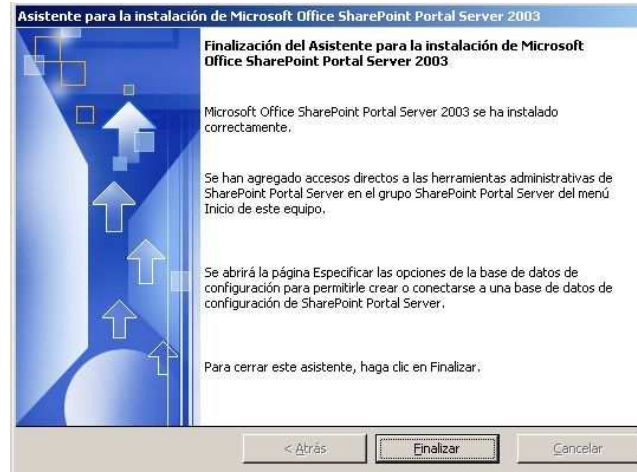 Asistente para la instalación de Microsoft Office SharePoint Portal Server 2003
Finalización del Asistente para la instalación de Microsoft
Office SharePoint Portal Server 2003
Microsoft Office SharePoint Portal Server 2003 se ha instalado
correctamente.
Se han agregado accesos directos a las herramientas administrativas de
SharePoint Portal Server en el grupo SharePoint Portal Server del menú
Inicio de este equipo.
Se abrirá la página Especificar las opciones de la base de datos de
configuración para permitirle crear o conectarse a una base de datos de
configuración de SharePoint Portal Server.
Para cerrar este asistente, haga clic en Finalizar.
< Atrás
Finalizar
Cancelar